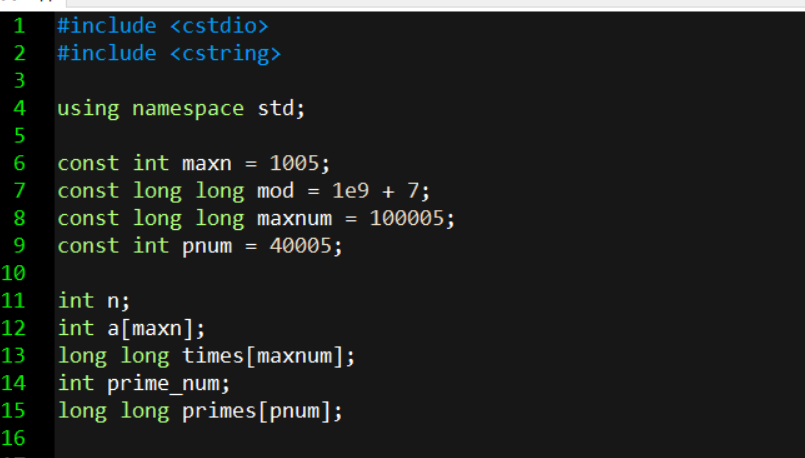 1 #include <cstdio>
2 #include <cstring>
3
4 using namespace std;
5
6 const int maxn = 1005;
7 const long long mod = 1e9 + 7;
8 const long long maxnum = 100005;
9 const int pnum = 40005;
10
11 int n;
12 int a[maxn];
13 long long times[maxnum];
14 int prime_num;
15 long long primes[pnum];
16